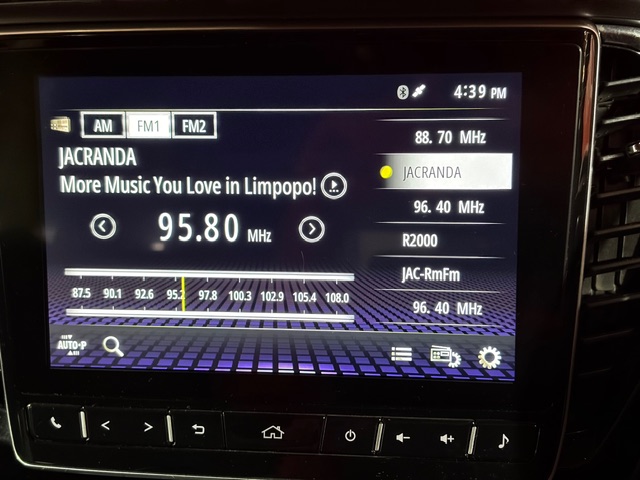 4:39 PM
AM FM1 FM2
JACRANDA
More Music You Love in Limpopo!
95.80 MHz
87.5 90.1 92.6 95.2 97.8 100.3 102.9 105.4 108.0
AUTO-P
88.70 MHz
JACRANDA
96.40 MHz
R2000
JAC-RmFm
96.40 MHz